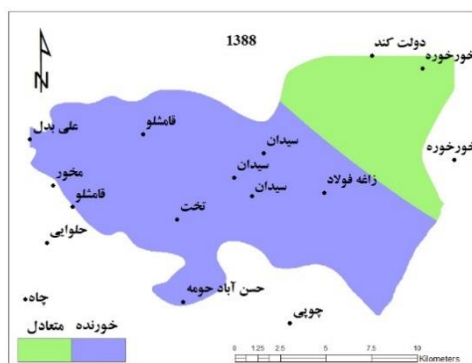 1388
N
دولت کند
خورخوره
قامشلو
علی بدل
سیدان
خورخوره
سیدان
مخور
سیدان
زاغه فولاد
قامشلو
تخت
حلوایی
حسن آباد حومه
چاه
چوپی
متعادل
خورنده
0 1.25 2.5 5 7.5 10
Kilometers